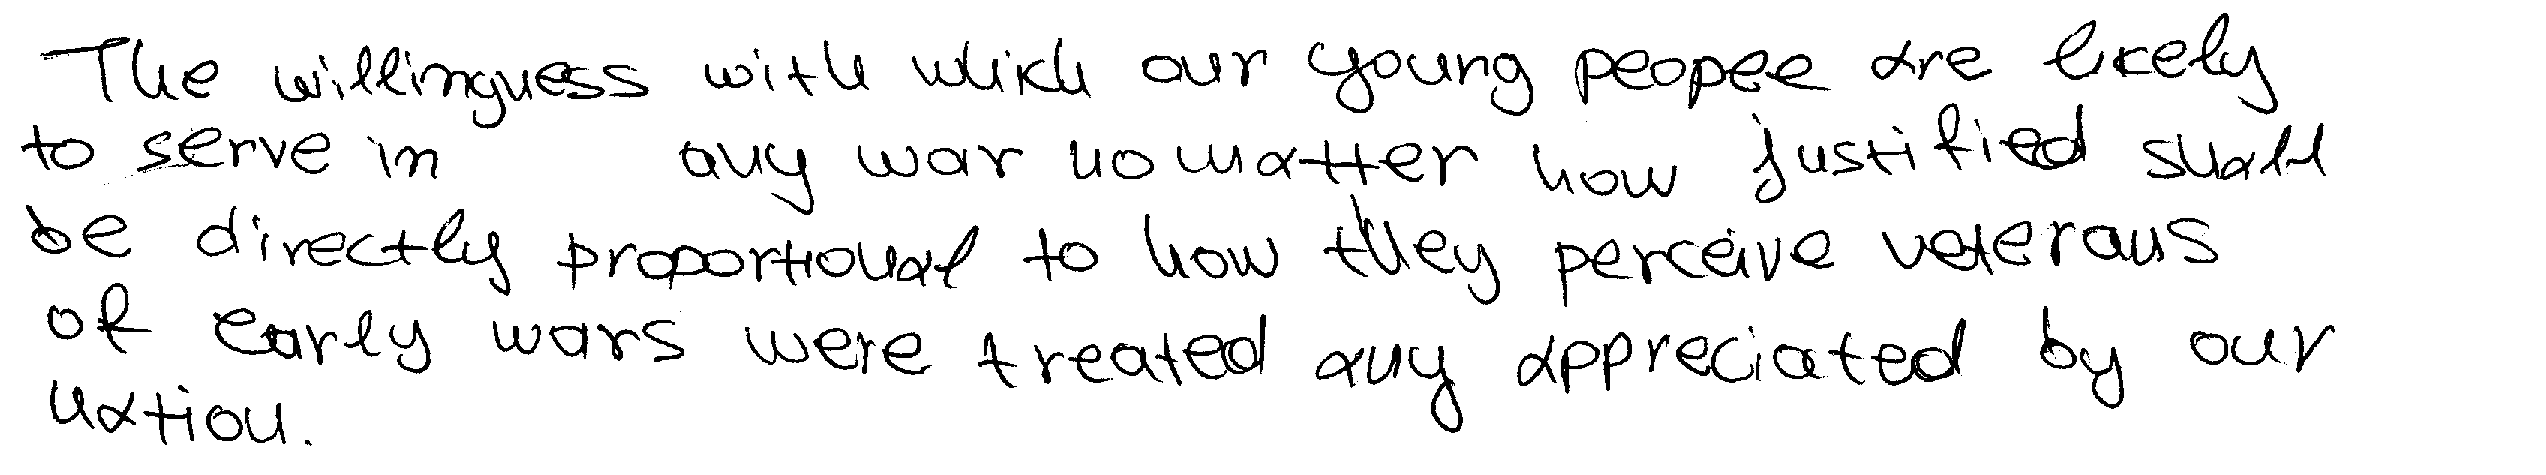 The willingness with which our young people are likely
to serve in any war no matter how justified shall
be directly proportional to how they perceive veterans
of early wars were treated any appreciated by our
nation.